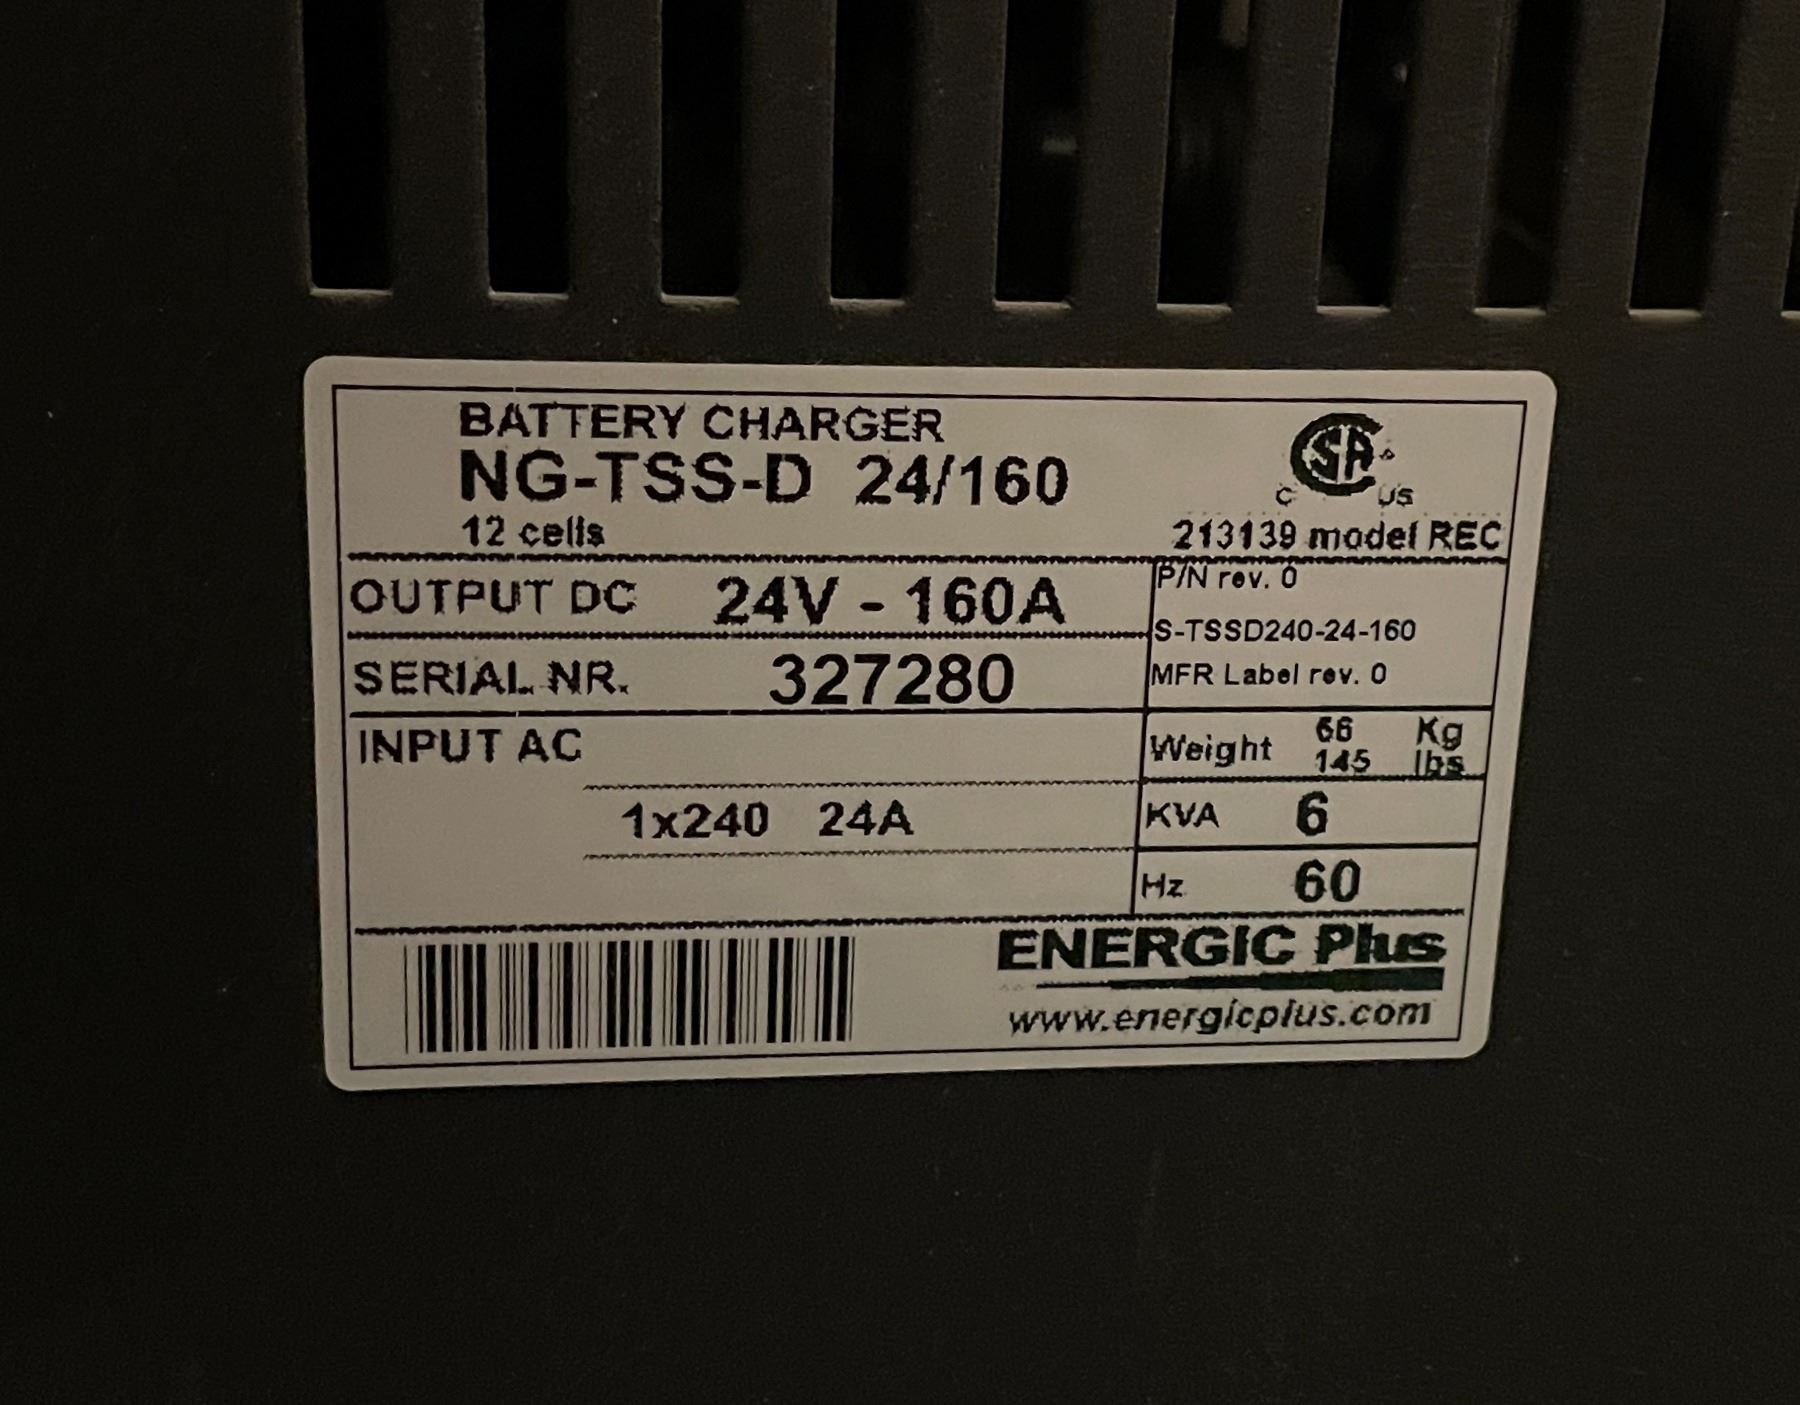 BATTERY CHARGER
NG-TSS-D 24/160
12 cells
CSA
C US
213139 model REC
OUTPUT DC 24V - 160A
P/N rev. 0
S-TSSD240-24-160
MFR Label rev. 0
SERIAL NR. 327280
INPUT AC
1x240 24A
Weight 66 Kg
145 lbs
KVA 6
Hz 60
ENERGIC Plus
www.energicplus.com